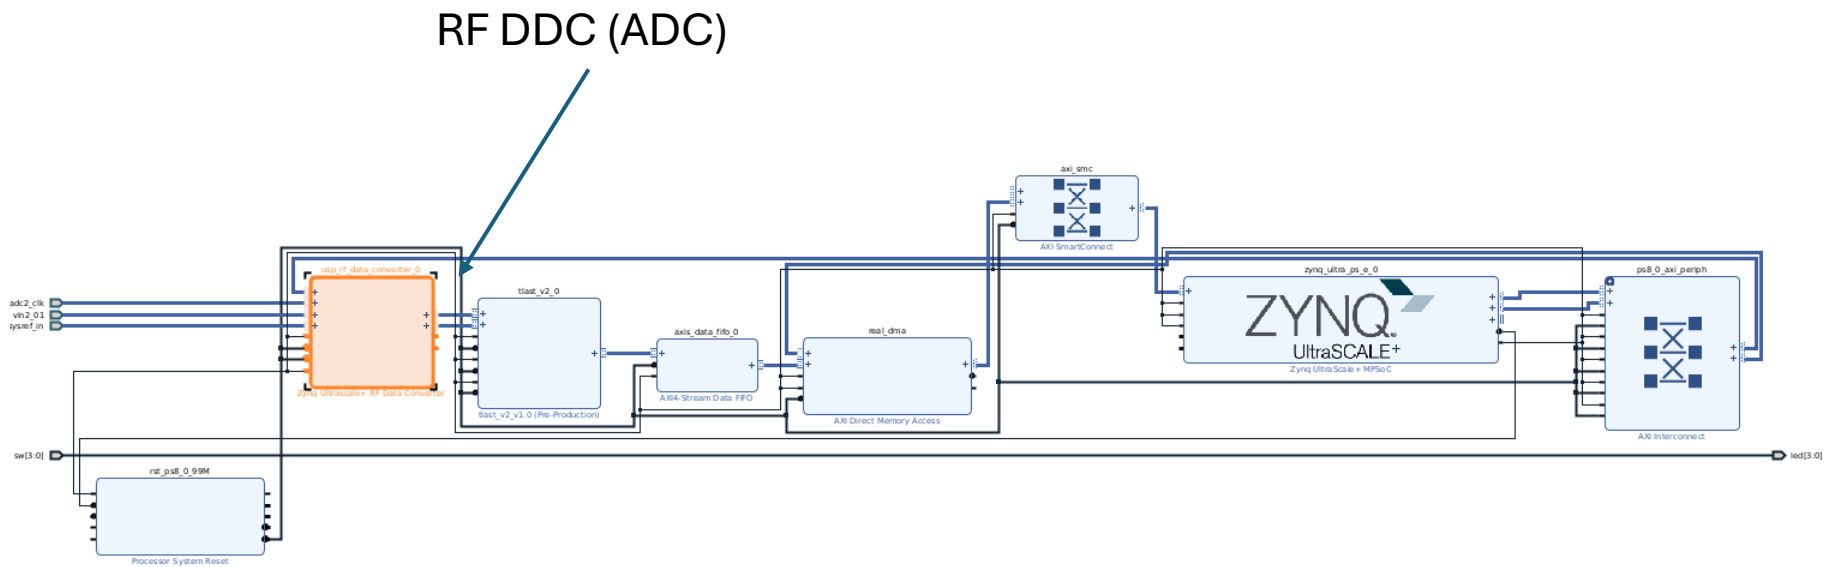 RF DDC (ADC)
axi_smc
AXI SmartConnect
usp_rf_data_converter_0
Zynq Ultrascale+ RF Data Converter
adc2_clk
vin2_01
sysref_in
tlast_v2_0
tlast_v2_v1.0 (Pre-Production)
axis_data_fifo_0
AXI4-Stream Data FIFO
real_dma
AXI Direct Memory Access
zynq_ultra_ps_e_0
ZYNQ
UltraSCALE+
Zynq UltraScale+ MPSoC
ps8_0_axi_periph
AXI Interconnect
sw[3:0]
led[3:0]
rst_ps8_0_99M
Processor System Reset